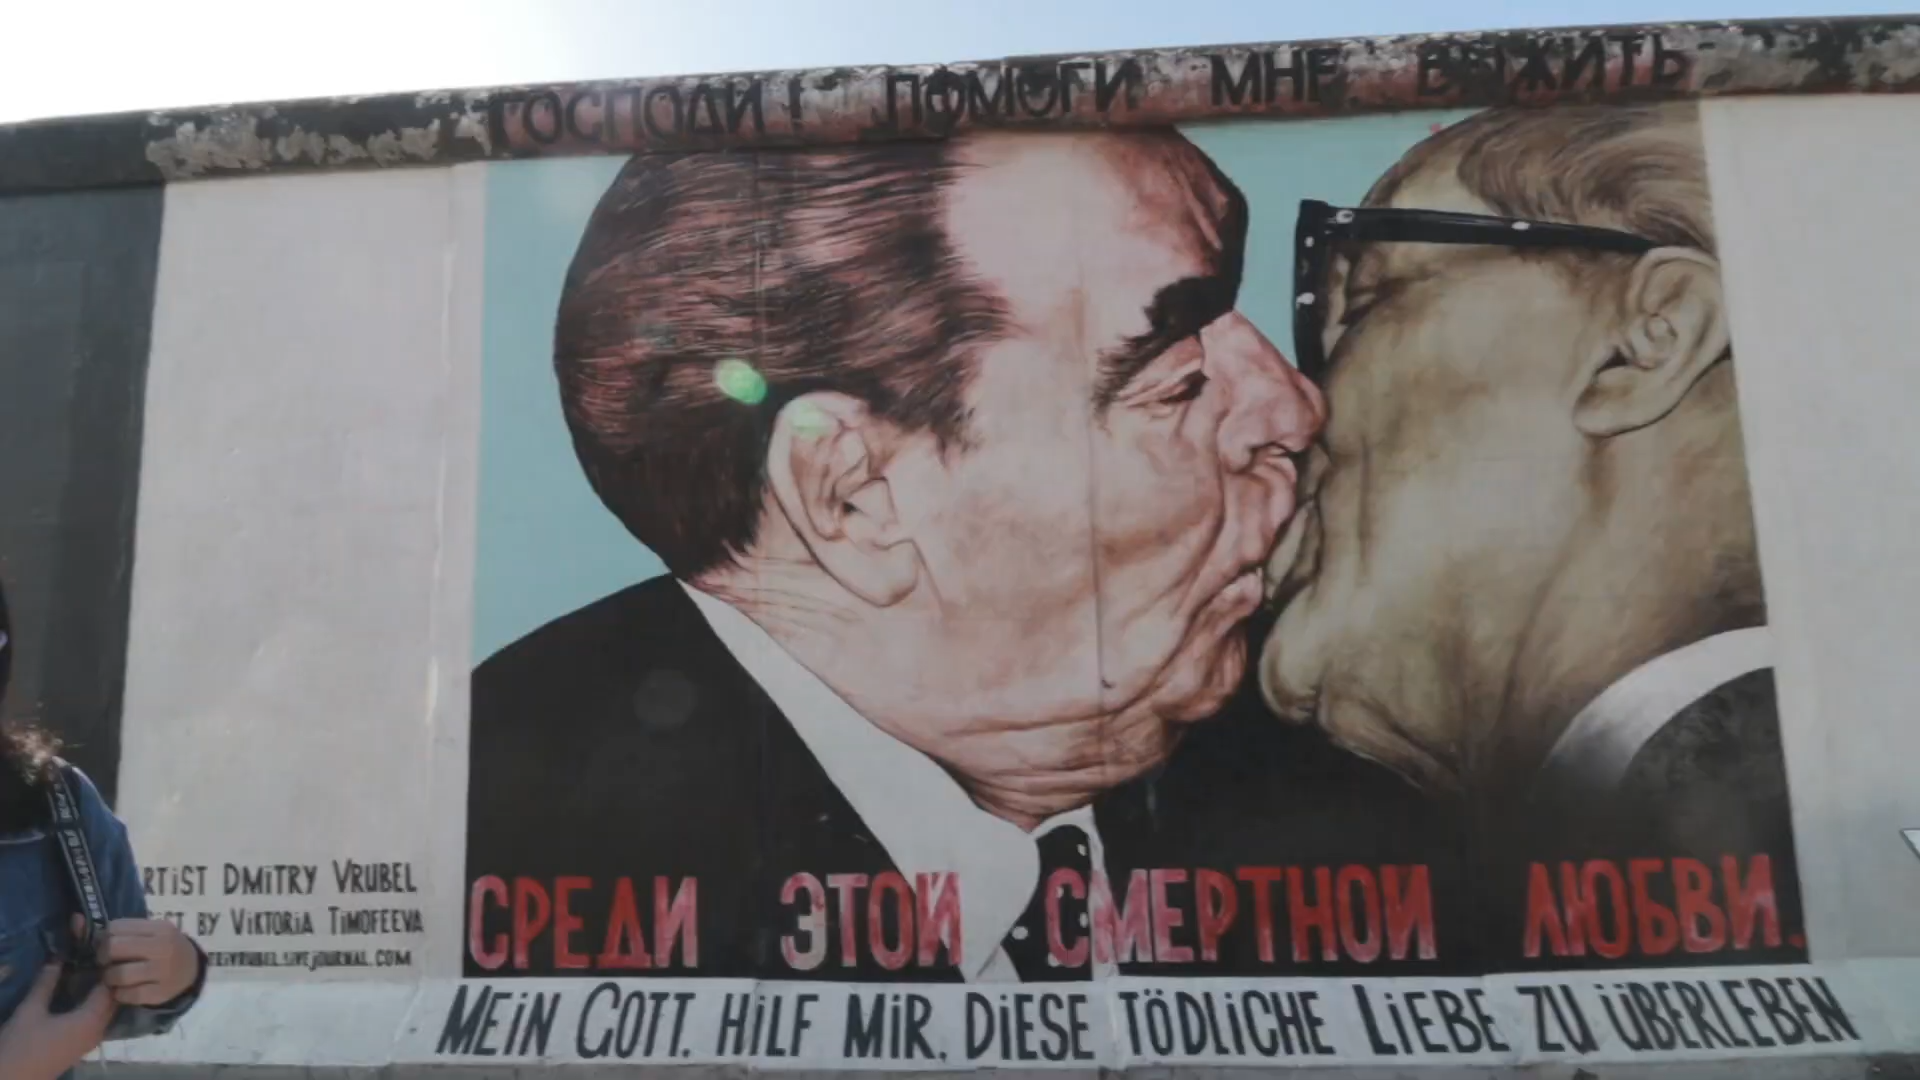 ГОСПОДИ! ПОМОГИ МНЕ ВЫЖИТЬ
СРЕДИ ЭТОЙ СМЕРТНОЙ ЛЮБВИ.
MEIN GOTT. HILF MIR. DIESE TÖDLICHE LIEBE ZU ÜBERLEBEN
RTIST DMITRY VRUBEL
BY VIKTORIA TIMOFEEVA